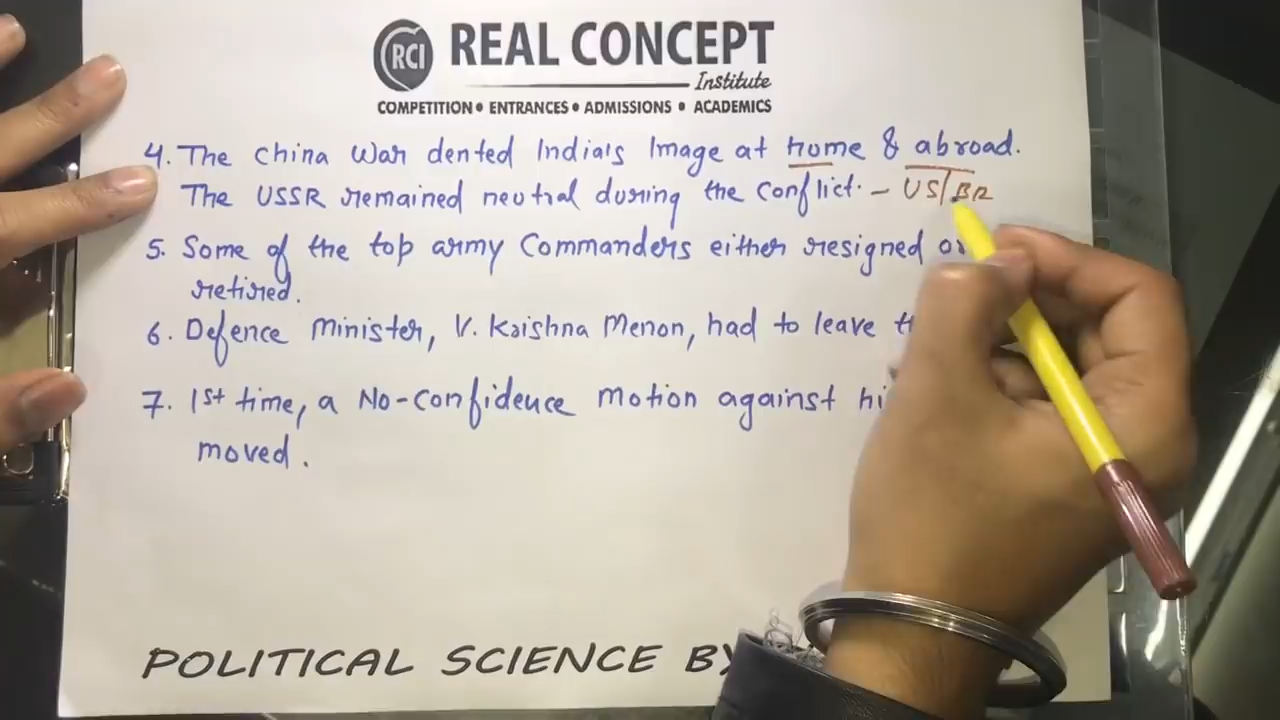 RCI REAL CONCEPT
Institute
COMPETITION • ENTRANCES • ADMISSIONS • ACADEMICS
4. The China War dented India's Image at home & abroad.
The USSR remained neutral during the conflict. – US/BR
5. Some of the top army Commanders either resigned or
retired.
6. Defence Minister, V. Krishna Menon, had to leave
7. 1st time, a No-Confidence motion against
moved.
POLITICAL SCIENCE BY